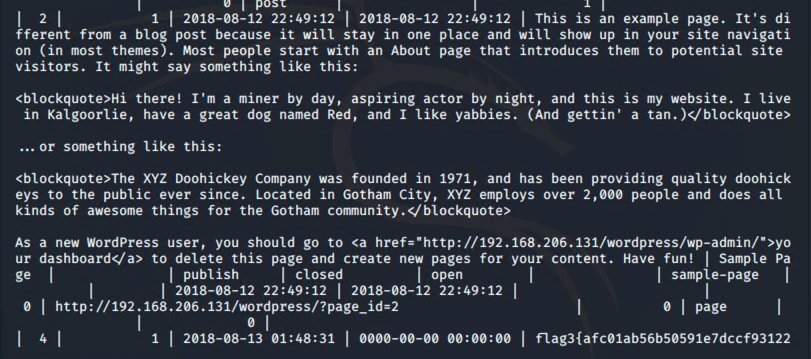 | 0 | post | 1 |
| 2 | 1 | 2018-08-12 22:49:12 | 2018-08-12 22:49:12 | This is an example page. It's di
fferent from a blog post because it will stay in one place and will show up in your site navigati
on (in most themes). Most people start with an About page that introduces them to potential site
visitors. It might say something like this:
<blockquote>Hi there! I'm a miner by day, aspiring actor by night, and this is my website. I live
in Kalgoorlie, have a great dog named Red, and I like yabbies. (And gettin' a tan.)</blockquote>
...or something like this:
<blockquote>The XYZ Doohickey Company was founded in 1971, and has been providing quality doohick
eys to the public ever since. Located in Gotham City, XYZ employs over 2,000 people and does all
kinds of awesome things for the Gotham community.</blockquote>
As a new WordPress user, you should go to <a href="http://192.168.206.131/wordpress/wp-admin/">yo
ur dashboard</a> to delete this page and create new pages for your content. Have fun! | Sample Pa
ge | | publish | closed | open | | sample-page |
| | 2018-08-12 22:49:12 | 2018-08-12 22:49:12 | |
0 | http://192.168.206.131/wordpress/?page_id=2 | 0 | page |
| 0 |
| 4 | 1 | 2018-08-13 01:48:31 | 0000-00-00 00:00:00 | flag3{afc01ab56b50591e7dccf93122